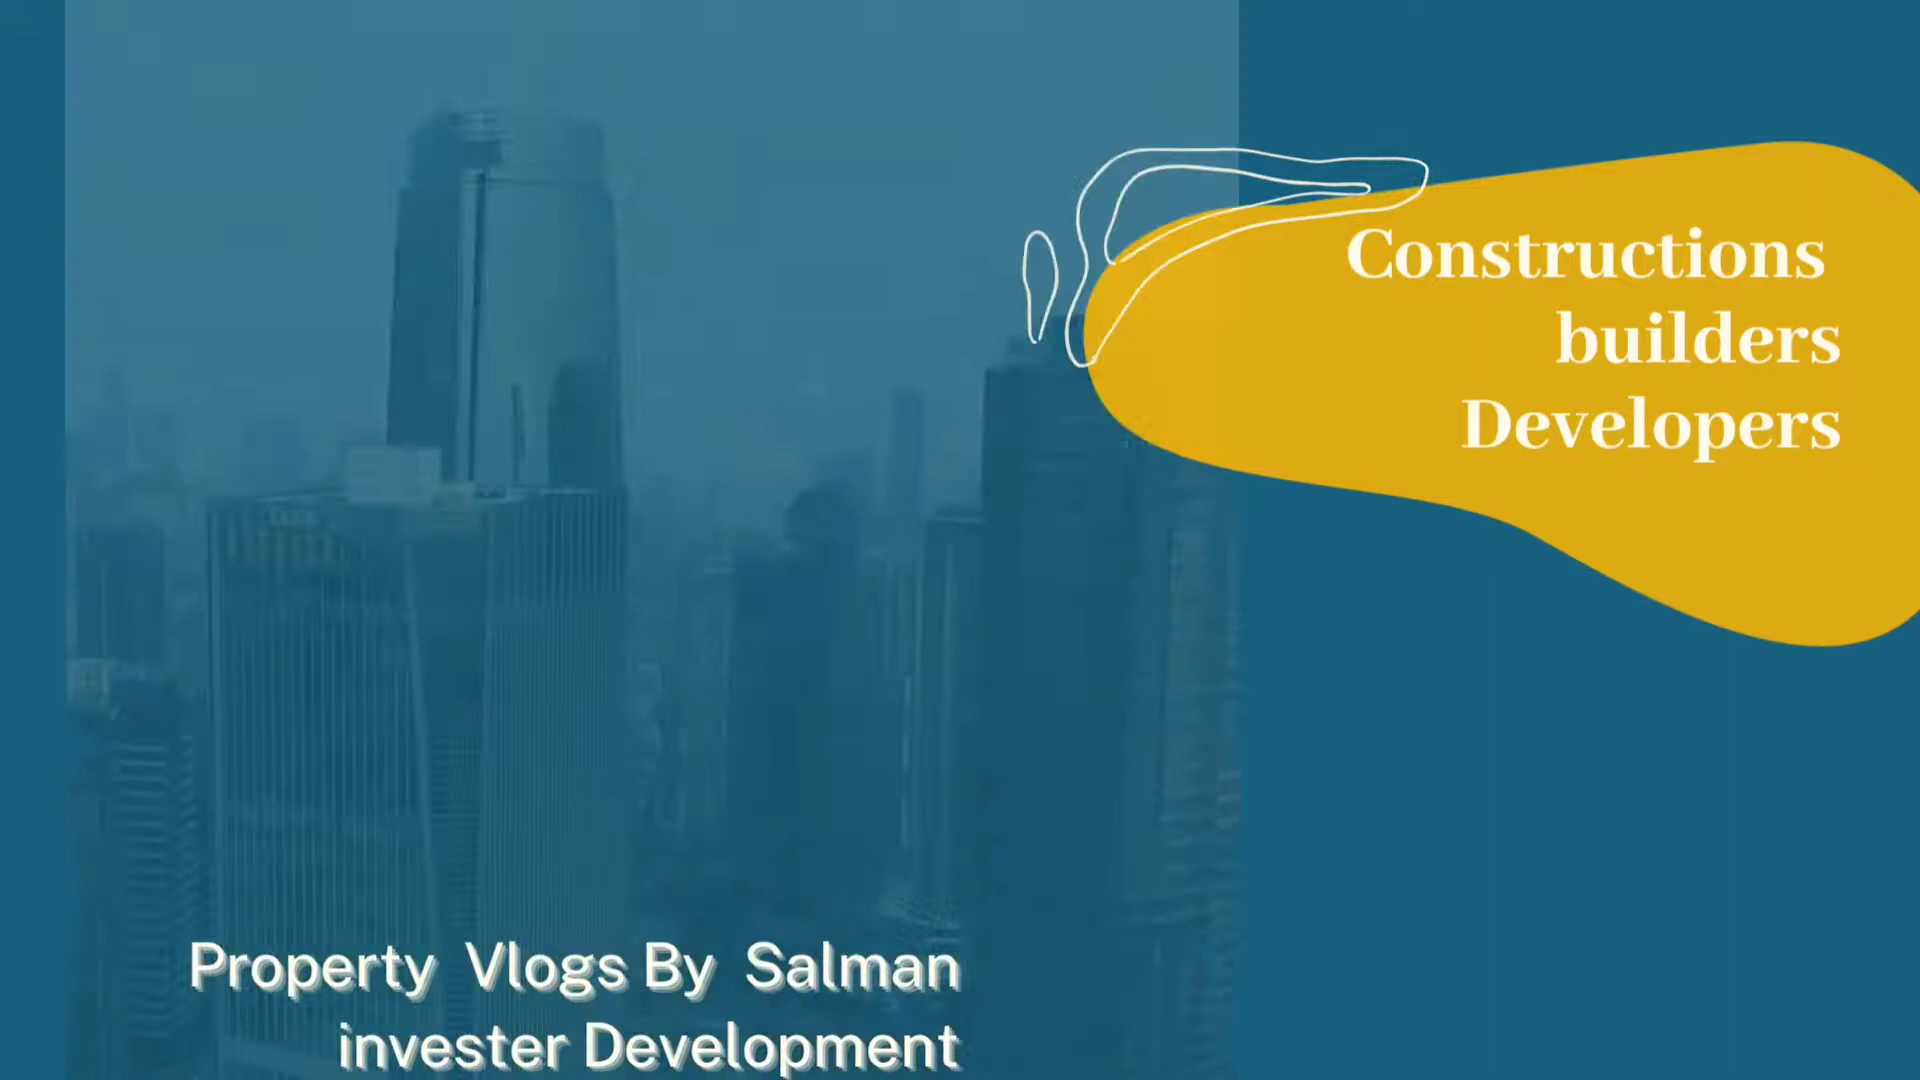 Constructions
builders
Developers
Property Vlogs By Salman
invester Development